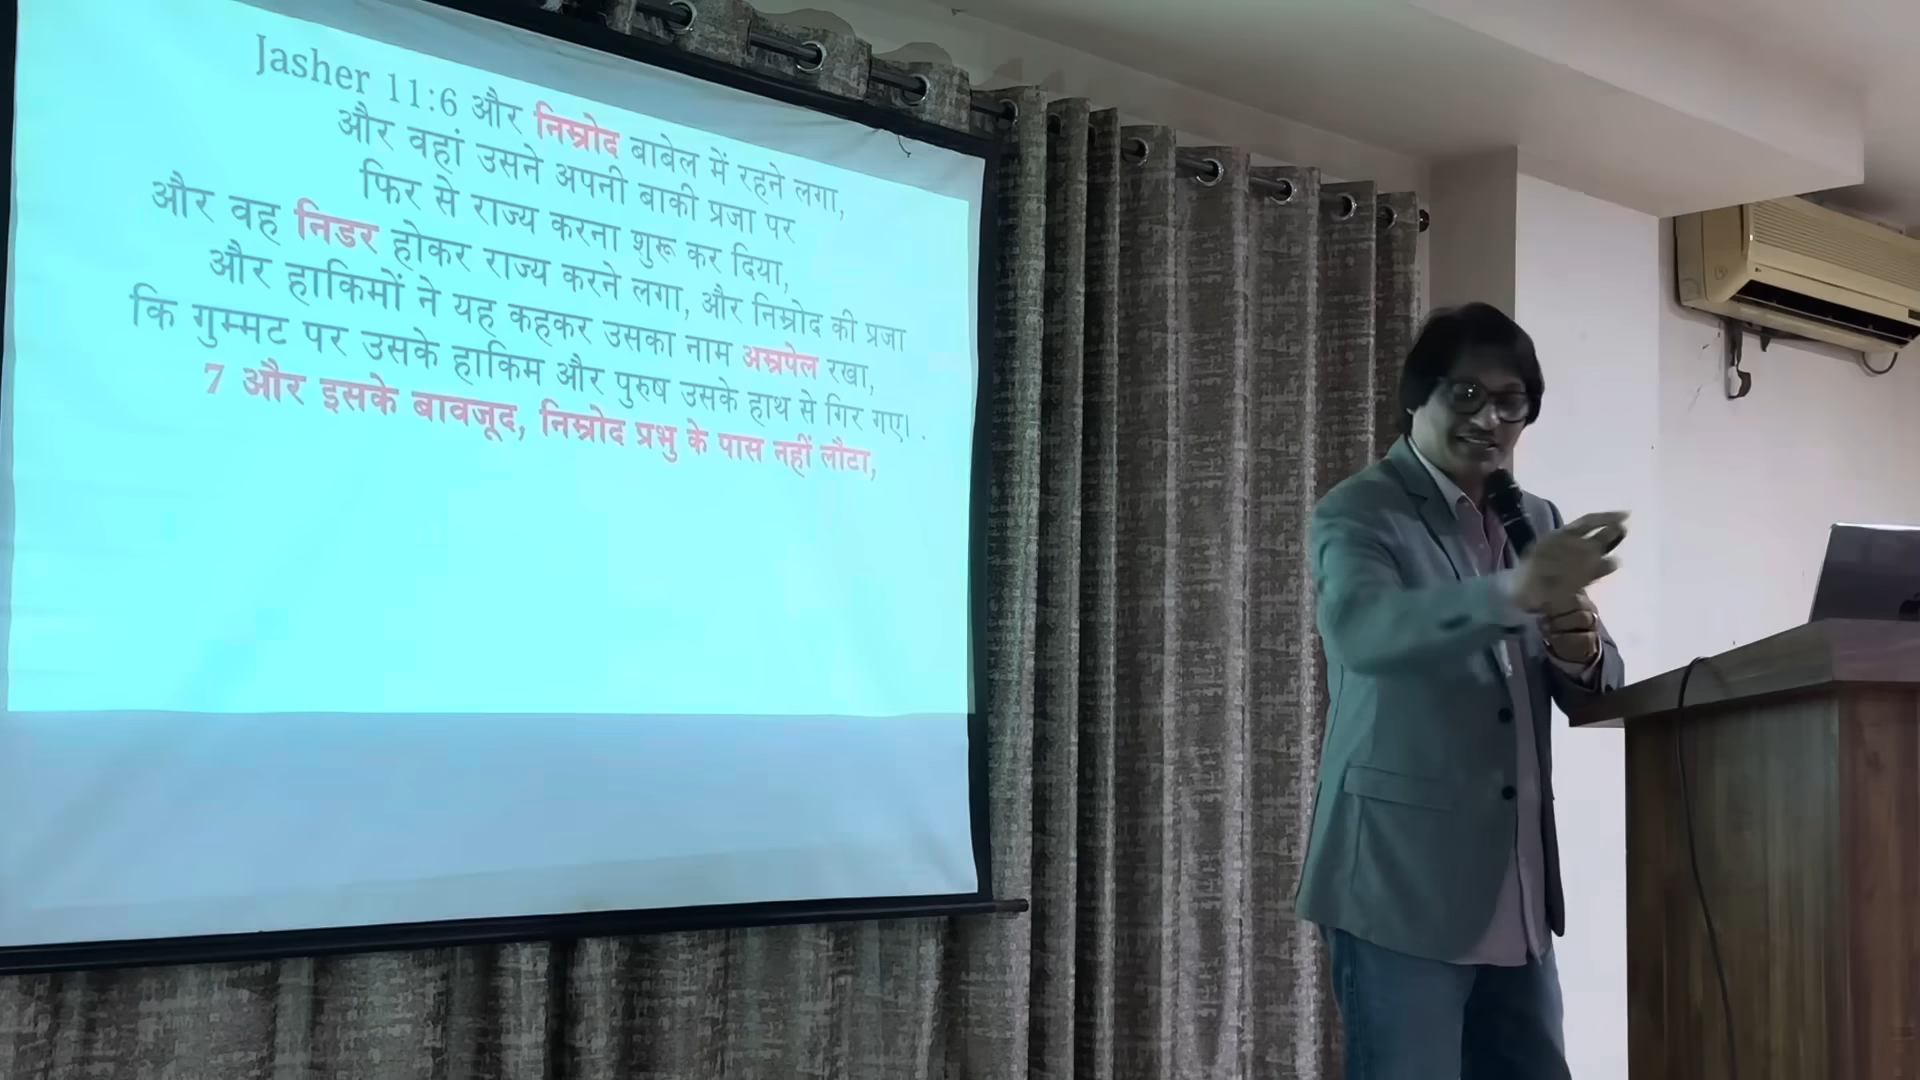 Jasher 11:6 और निम्रोद बाबेल में रहने लगा,
और वहां उसने अपनी बाकी प्रजा पर
फिर से राज्य करना शुरू कर दिया,
और वह निडर होकर राज्य करने लगा, और निम्रोद की प्रजा
और हाकिमों ने यह कहकर उसका नाम अम्रपेल रखा,
कि गुम्मट पर उसके हाकिम और पुरुष उसके हाथ से गिर गए। .
7 और इसके बावजूद, निम्रोद प्रभु के पास नहीं लौटा,